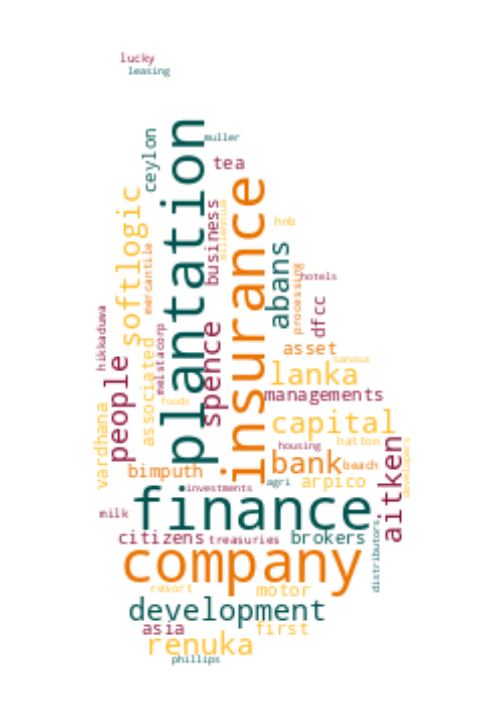 lucky
leasing
muller
ceylon
plantation
tea
insurance
softlogic
business
millennium
hnb
mercantile
abans
processing
hotels
dfcc
hikkaduwa
melstacorp
spence
people
associated
asset
sanasa
lanka
managements
foods
vardhana
capital
hatton
housing
aitken
developers
bimputh
bank
beach
agri
arpico
investments
finance
milk
citizens
treasuries
brokers
distributors
company
resort
motor
development
asia
first
renuka
phillips